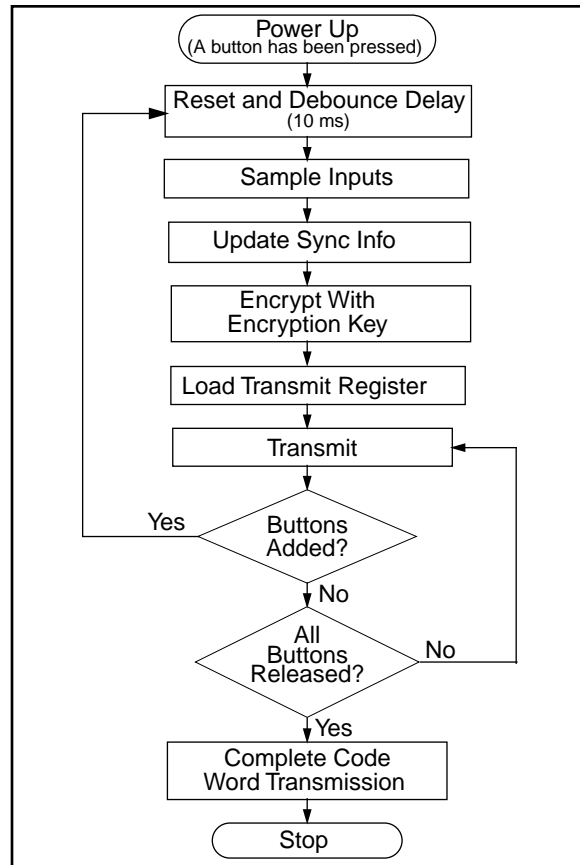 Power Up
(A button has been pressed)
Reset and Debounce Delay
(10 ms)
Sample Inputs
Update Sync Info
Encrypt With
Encryption Key
Load Transmit Register
Transmit
Yes
Buttons
Added?
No
All
Buttons
Released?
No
Yes
Complete Code
Word Transmission
Stop